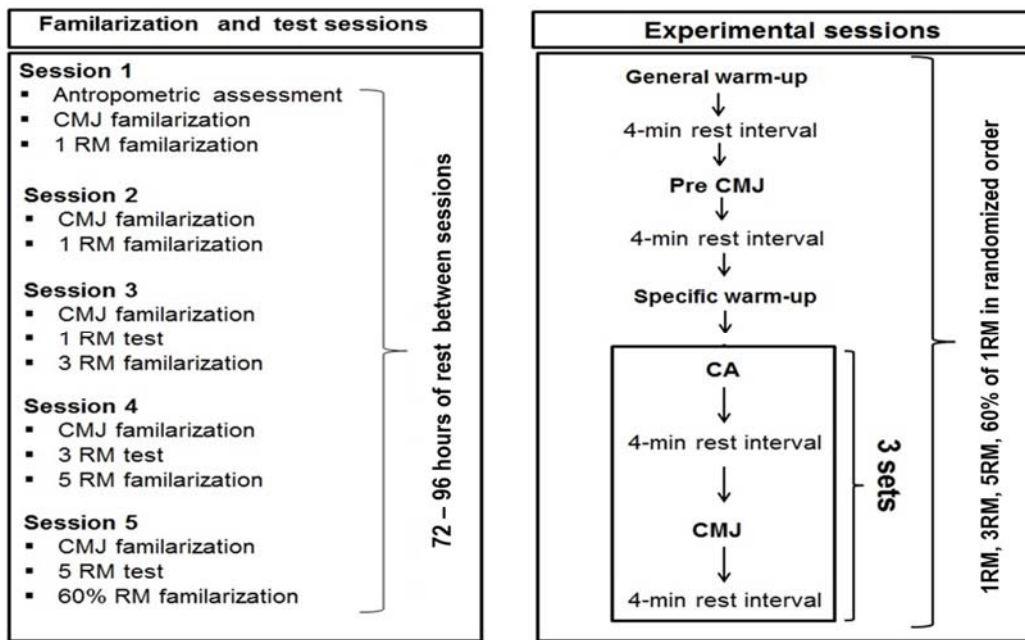 Familarization and test sessions
Session 1
▪ Antropometric assessment
▪ CMJ familarization
▪ 1 RM familarization
Session 2
▪ CMJ familarization
▪ 1 RM familarization
Session 3
▪ CMJ familarization
▪ 1 RM test
▪ 3 RM familarization
Session 4
▪ CMJ familarization
▪ 3 RM test
▪ 5 RM familarization
Session 5
▪ CMJ familarization
▪ 5 RM test
▪ 60% RM familarization
72 – 96 hours of rest between sessions
Experimental sessions
General warm-up
4-min rest interval
Pre CMJ
4-min rest interval
Specific warm-up
CA
4-min rest interval
CMJ
4-min rest interval
3 sets
1RM, 3RM, 5RM, 60% of 1RM in randomized order